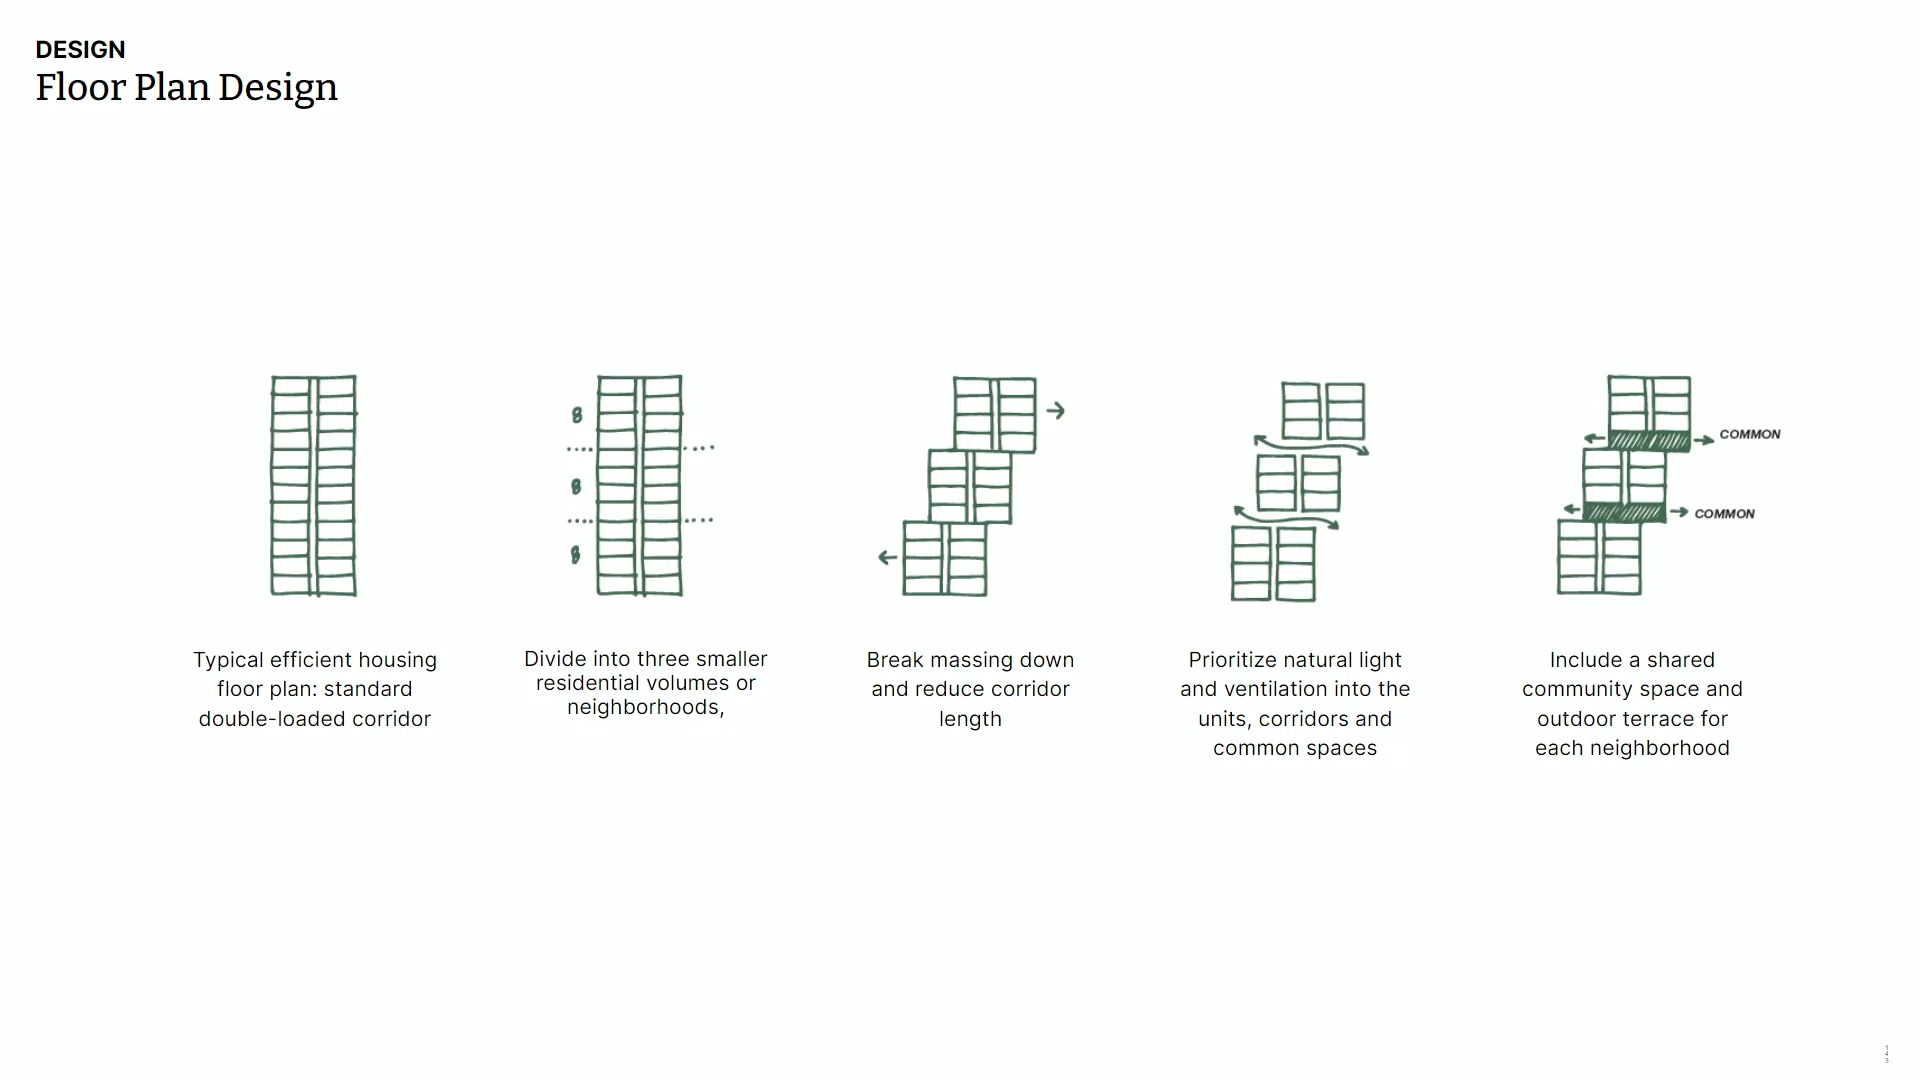 DESIGN
Floor Plan Design
8
8
8
COMMON
COMMON
Typical efficient housing
floor plan: standard
double-loaded corridor
Divide into three smaller
residential volumes or
neighborhoods,
Break massing down
and reduce corridor
length
Prioritize natural light
and ventilation into the
units, corridors and
common spaces
Include a shared
community space and
outdoor terrace for
each neighborhood